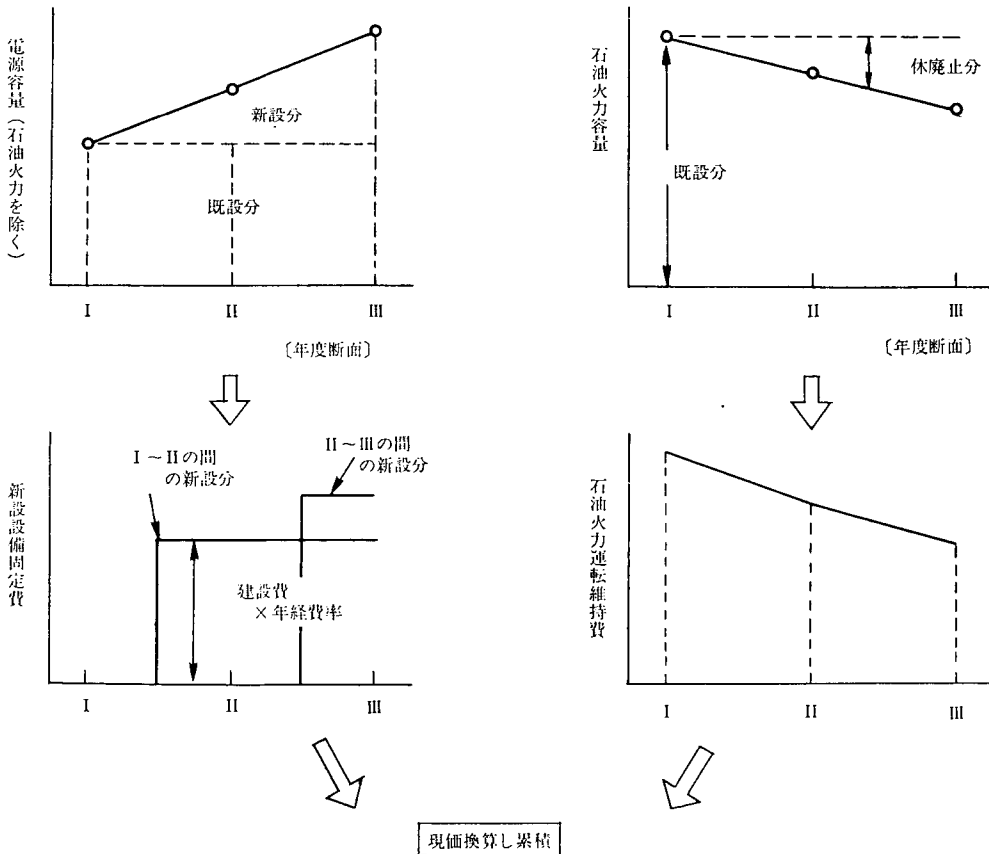 電源容量（石油火力を除く）
新設分
既設分
I
II
III
〔年度断面〕
石油火力容量
休廃止分
既設分
I
II
III
〔年度断面〕
新設設備固定費
I～IIの間
の新設分
II～IIIの間
の新設分
建設費
×年経費率
I
II
III
石油火力運転維持費
I
II
III
現価換算し累積